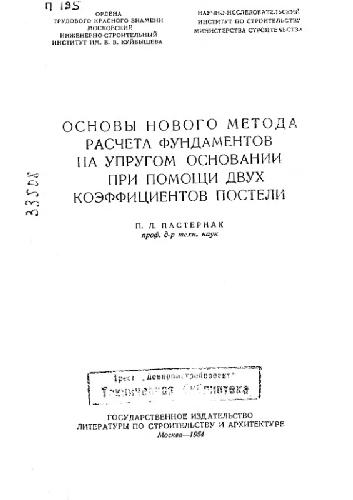 П 195
ОРДЕНА
ТРУДОВОГО КРАСНОГО ЗНАМЕНИ
МОСКОВСКИЙ
ИНЖЕНЕРНО-СТРОИТЕЛЬНЫЙ
ИНСТИТУТ ИМ. В. В. КУЙБЫШЕВА
НАУЧНО-ИССЛЕДОВАТЕЛЬСКИЙ
ИНСТИТУТ ПО СТРОИТЕЛЬСТВУ
МИНИСТЕРСТВА СТРОИТЕЛЬСТВА
ОСНОВЫ НОВОГО МЕТОДА
РАСЧЕТА ФУНДАМЕНТОВ
НА УПРУГОМ ОСНОВАНИИ
ПРИ ПОМОЩИ ДВУХ
КОЭФФИЦИЕНТОВ ПОСТЕЛИ
П. Л. ПАСТЕРНАК
проф. д-р техн. наук
Трест
Техническая библиотека
ГОСУДАРСТВЕННОЕ ИЗДАТЕЛЬСТВО
ЛИТЕРАТУРЫ ПО СТРОИТЕЛЬСТВУ И АРХИТЕКТУРЕ
Москва—1954